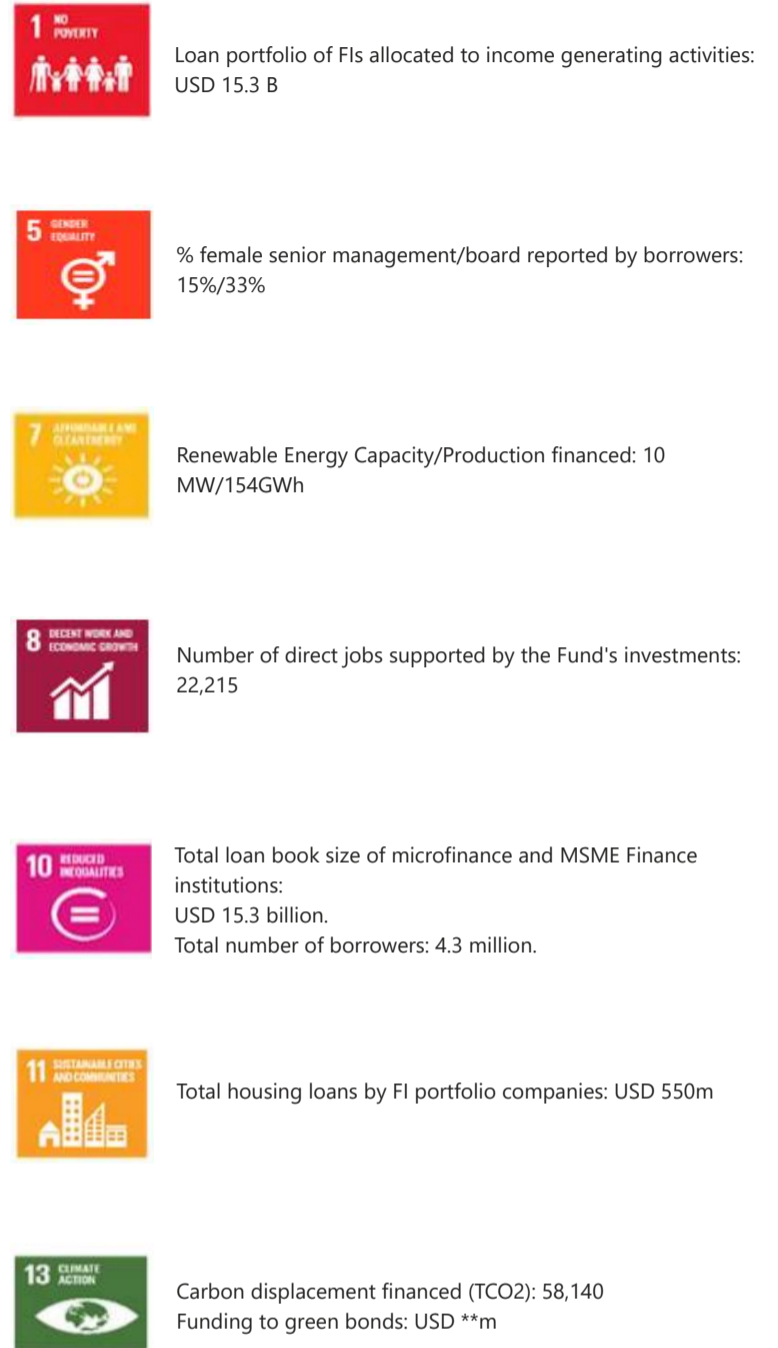 1 NO
POVERTY
Loan portfolio of FIs allocated to income generating activities:
USD 15.3 B
5 GENDER
EQUALITY
% female senior management/board reported by borrowers:
15%/33%
7 AFFORDABLE AND
CLEAN ENERGY
Renewable Energy Capacity/Production financed: 10
MW/154GWh
8 DECENT WORK AND
ECONOMIC GROWTH
Number of direct jobs supported by the Fund's investments:
22,215
10 REDUCED
INEQUALITIES
Total loan book size of microfinance and MSME Finance
institutions:
USD 15.3 billion.
Total number of borrowers: 4.3 million.
11 SUSTAINABLE CITIES
AND COMMUNITIES
Total housing loans by FI portfolio companies: USD 550m
13 CLIMATE
ACTION
Carbon displacement financed (TCO2): 58,140
Funding to green bonds: USD **m